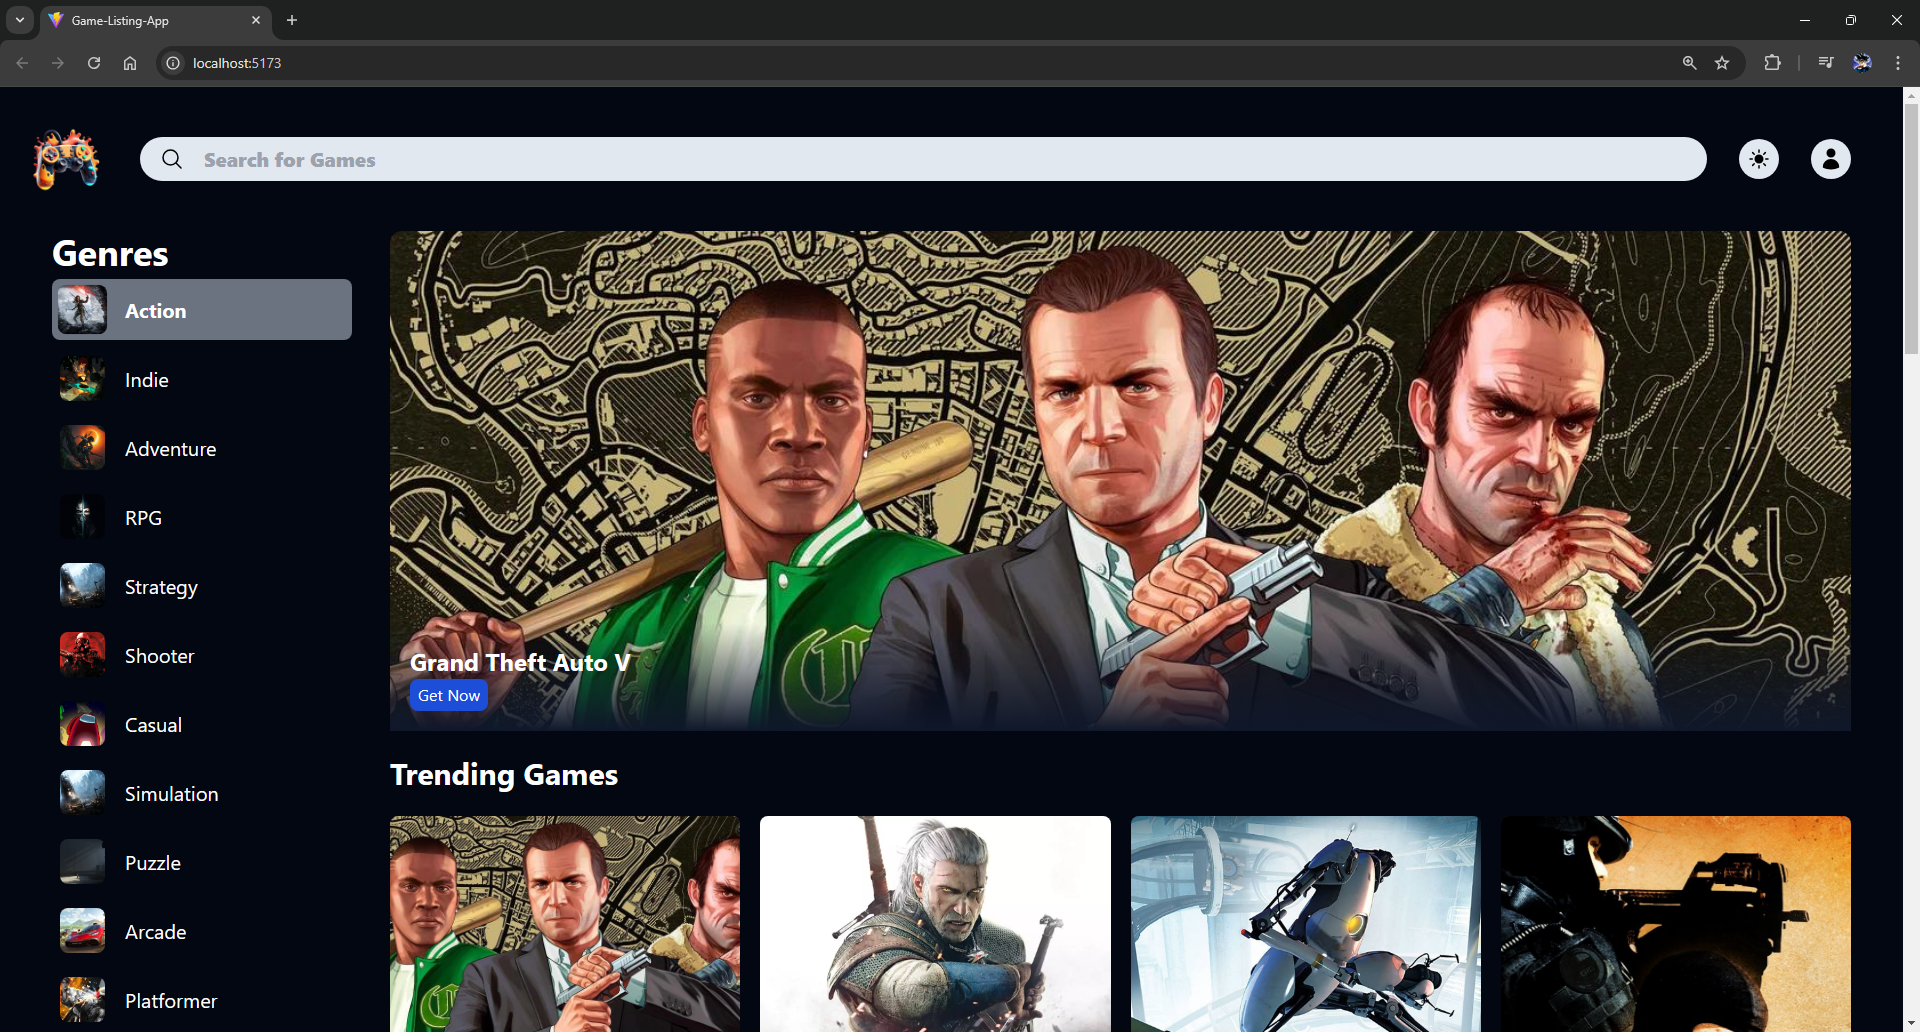 Game-Listing-App
localhost:5173
Search for Games
Genres
Action
Indie
Adventure
RPG
Strategy
Shooter
Casual
Simulation
Puzzle
Arcade
Platformer
Grand Theft Auto V
Get Now
Trending Games